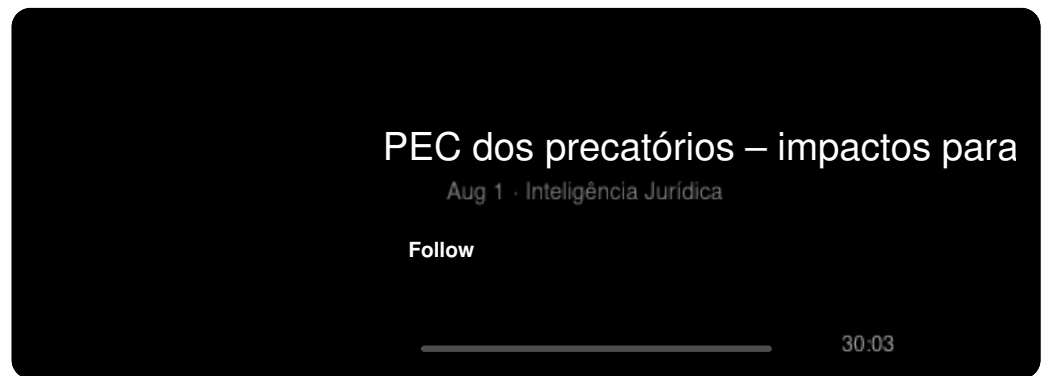 PEC dos precatórios – impactos para
Aug 1 · Inteligência Jurídica
Follow
30:03